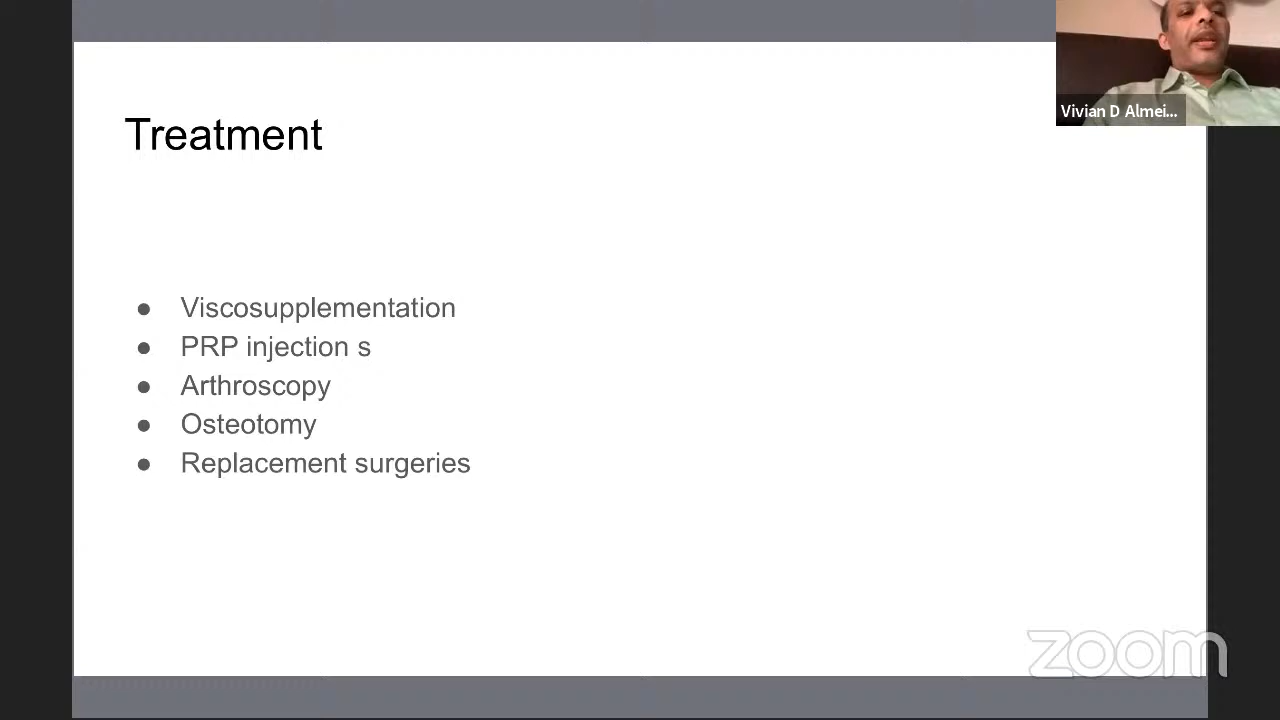 Vivian D Almei...
Treatment
● Viscosupplementation
● PRP injection s
● Arthroscopy
● Osteotomy
● Replacement surgeries
zoom